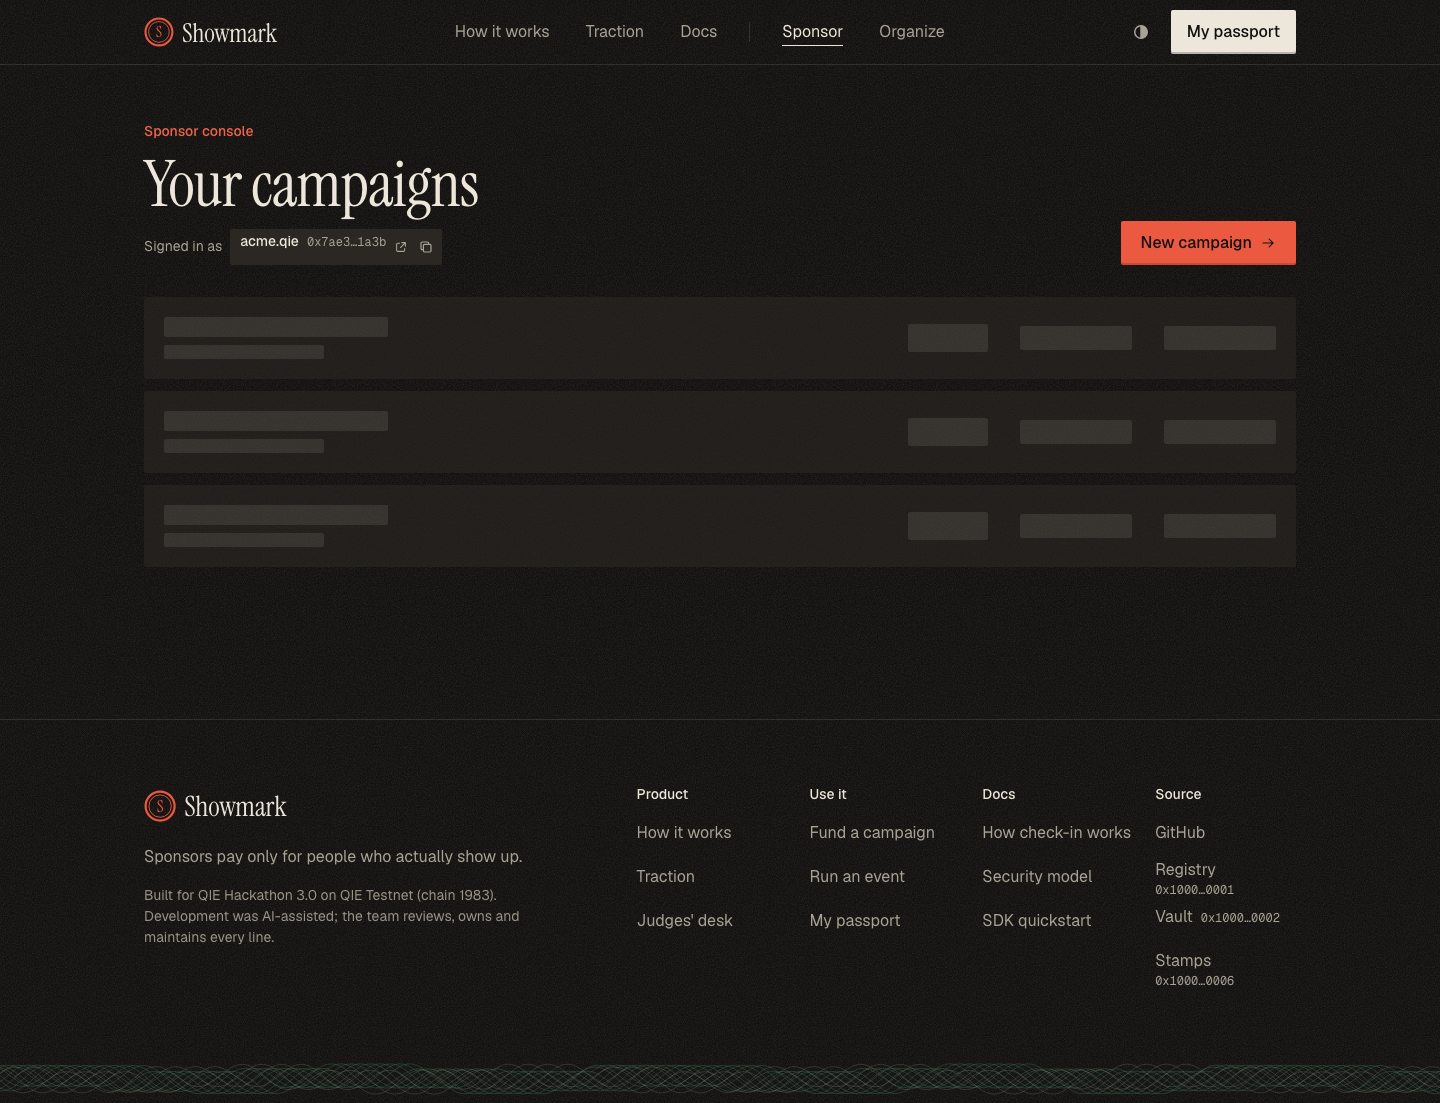 S Showmark
How it works
Traction
Docs
Sponsor
Organize
My passport
Sponsor console
Your campaigns
Signed in as acme.qie 0x7ae3…1a3b
New campaign →
S Showmark
Sponsors pay only for people who actually show up.
Built for QIE Hackathon 3.0 on QIE Testnet (chain 1983).
Development was AI-assisted; the team reviews, owns and
maintains every line.
Product
How it works
Traction
Judges' desk
Use it
Fund a campaign
Run an event
My passport
Docs
How check-in works
Security model
SDK quickstart
Source
GitHub
Registry
0x1000…0001
Vault 0x1000…0002
Stamps
0x1000…0006